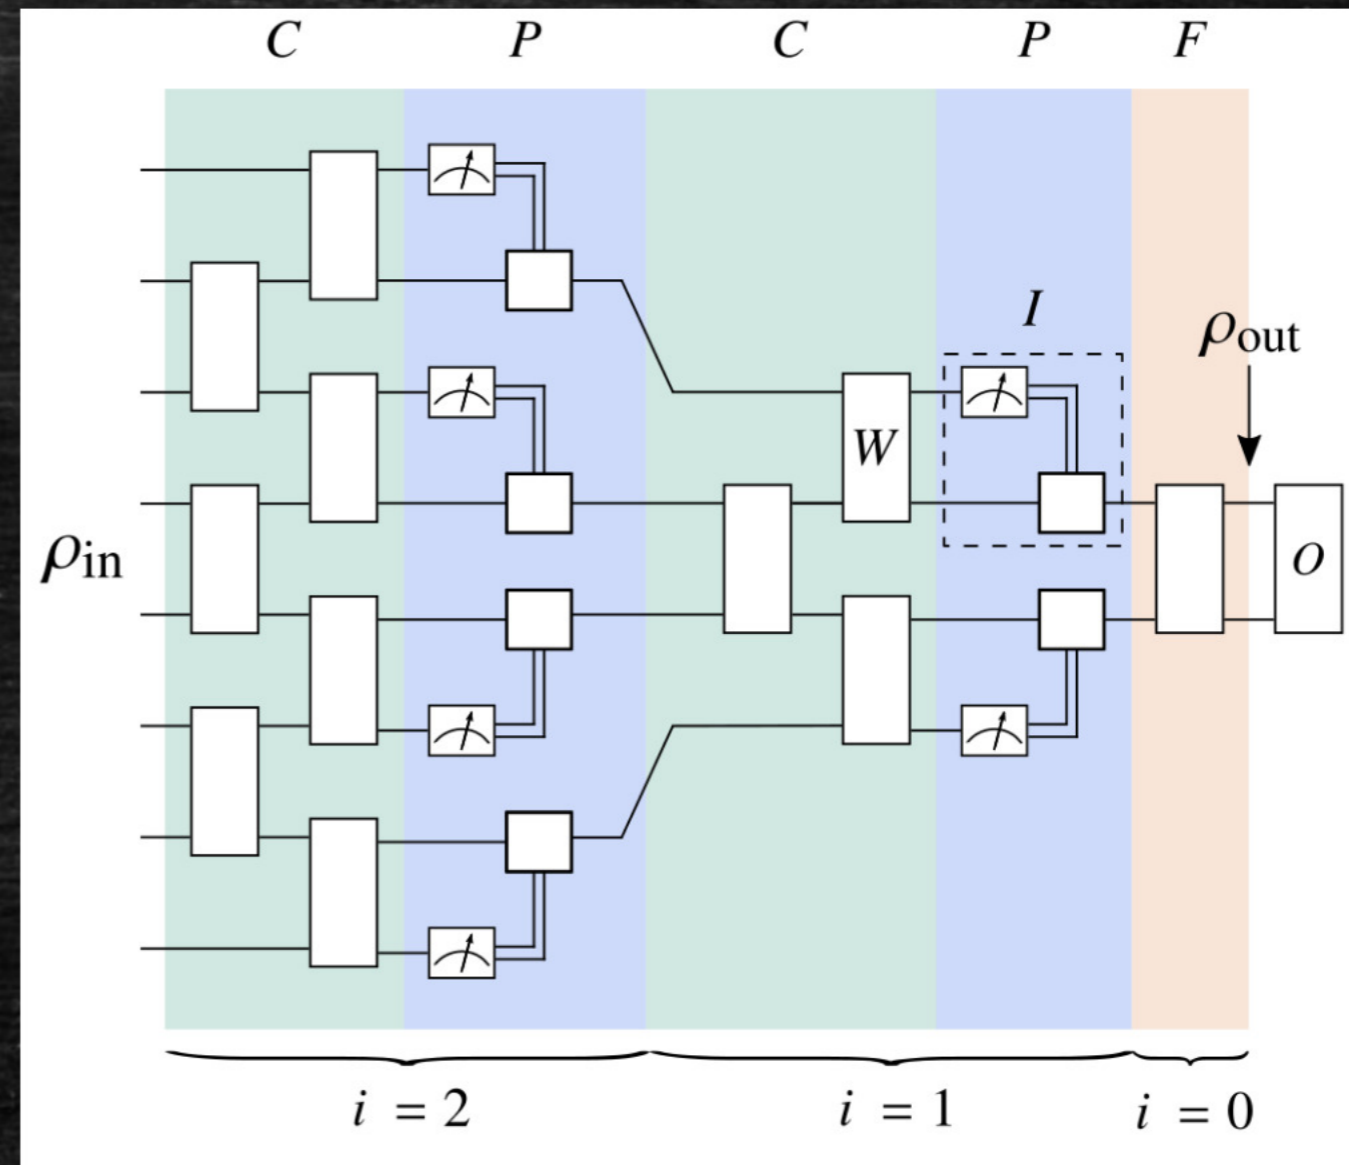 C P C P F
I
ρout
W
ρin
O
i = 2 i = 1 i = 0